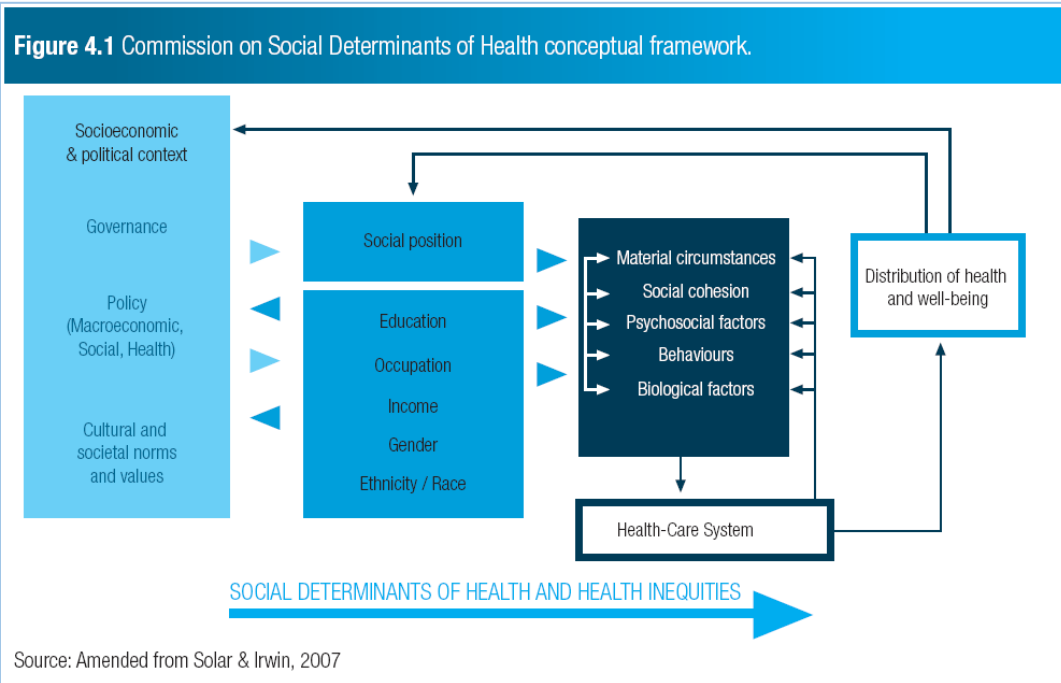 Figure 4.1 Commission on Social Determinants of Health conceptual framework.
Socioeconomic
& political context
Governance
Policy
(Macroeconomic,
Social, Health)
Cultural and
societal norms
and values
Social position
Education
Occupation
Income
Gender
Ethnicity / Race
Material circumstances
Social cohesion
Psychosocial factors
Behaviours
Biological factors
Health-Care System
Distribution of health
and well-being
SOCIAL DETERMINANTS OF HEALTH AND HEALTH INEQUITIES
Source: Amended from Solar & Irwin, 2007